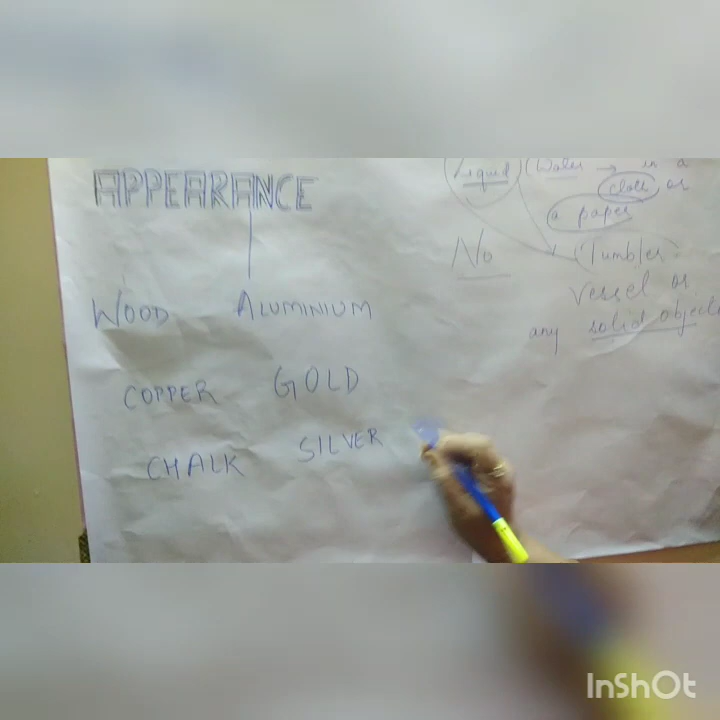 APPEARANCE
WOOD ALUMINIUM
COPPER GOLD
CHALK SILVER
Liquid (Water → in a
cloth or
a paper
No
(Tumbler
Vessel or
any solid objects
InShOt